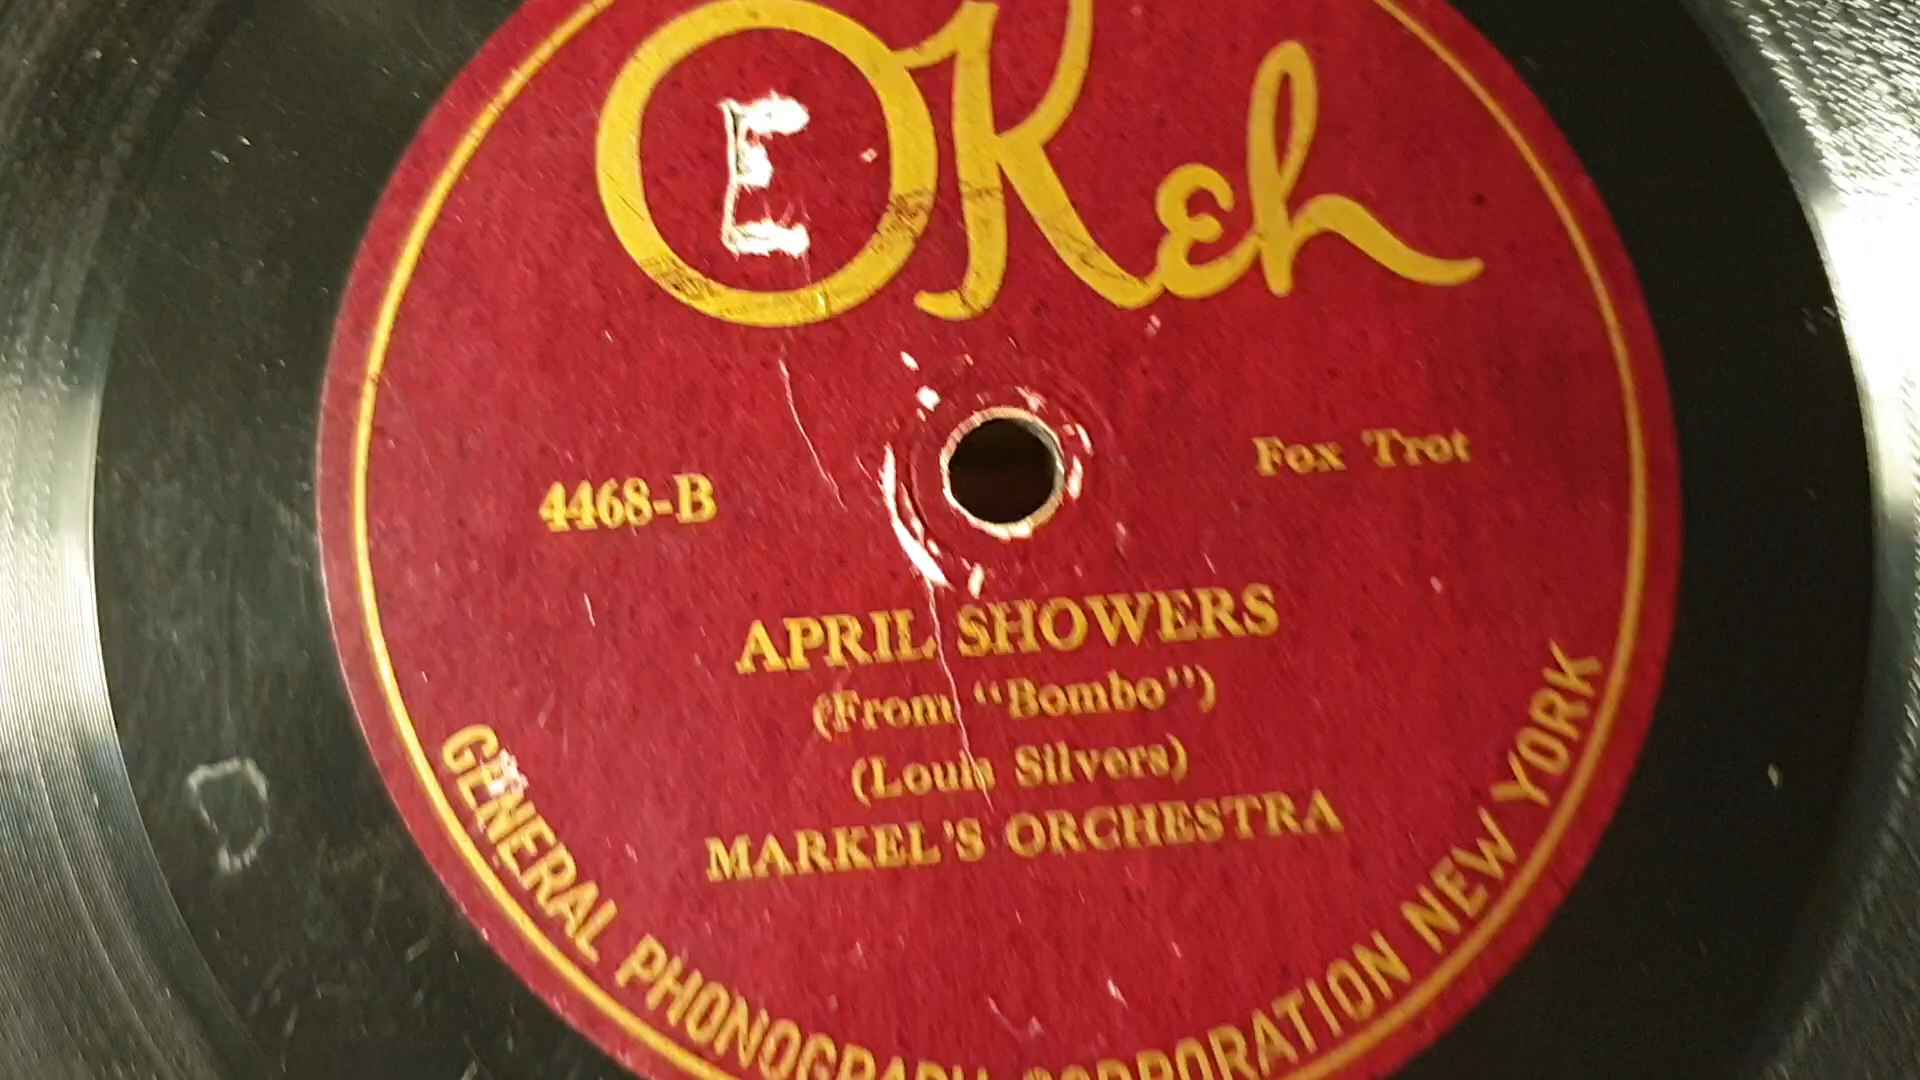 OKeh
E
4468-B
Fox Trot
APRIL SHOWERS
(From "Bombo")
(Louis Silvers)
MARKEL'S ORCHESTRA
GENERAL PHONOGRAPH CORPORATION NEW YORK